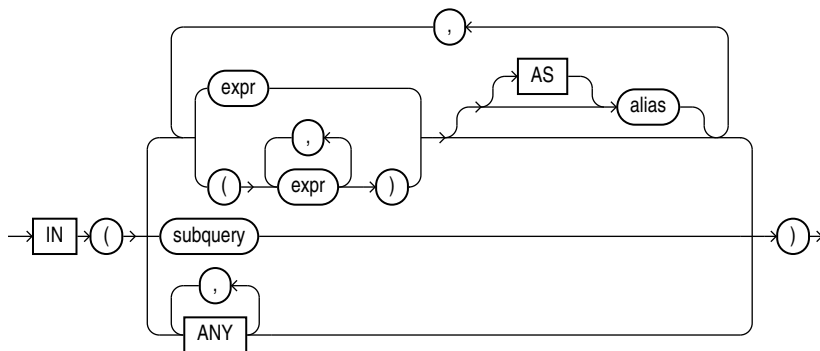 ,
AS
expr
alias
,
( expr )
IN ( subquery )
,
ANY